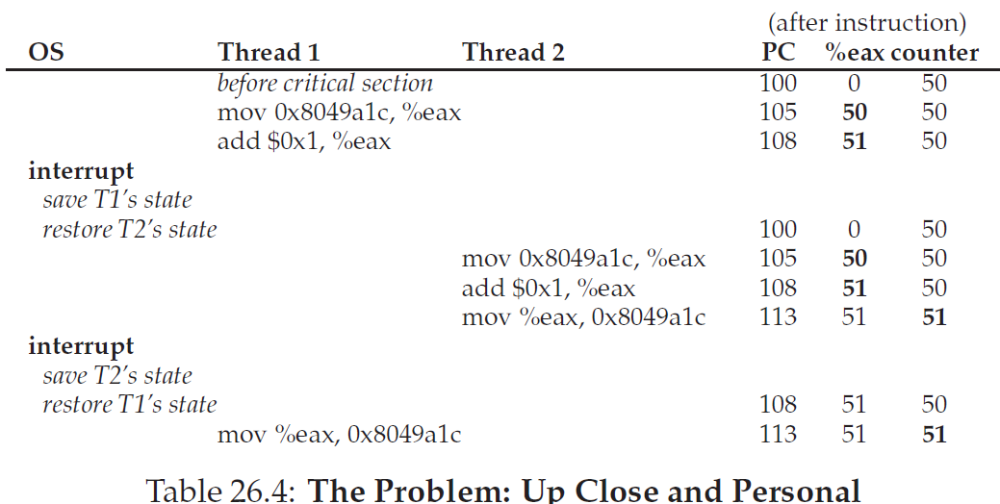 (after instruction)
OS Thread 1 Thread 2 PC %eax counter
before critical section 100 0 50
mov 0x8049a1c, %eax 105 50 50
add $0x1, %eax 108 51 50
interrupt
save T1's state
restore T2's state 100 0 50
mov 0x8049a1c, %eax 105 50 50
add $0x1, %eax 108 51 50
mov %eax, 0x8049a1c 113 51 51
interrupt
save T2's state
restore T1's state 108 51 50
mov %eax, 0x8049a1c 113 51 51
Table 26.4: The Problem: Up Close and Personal